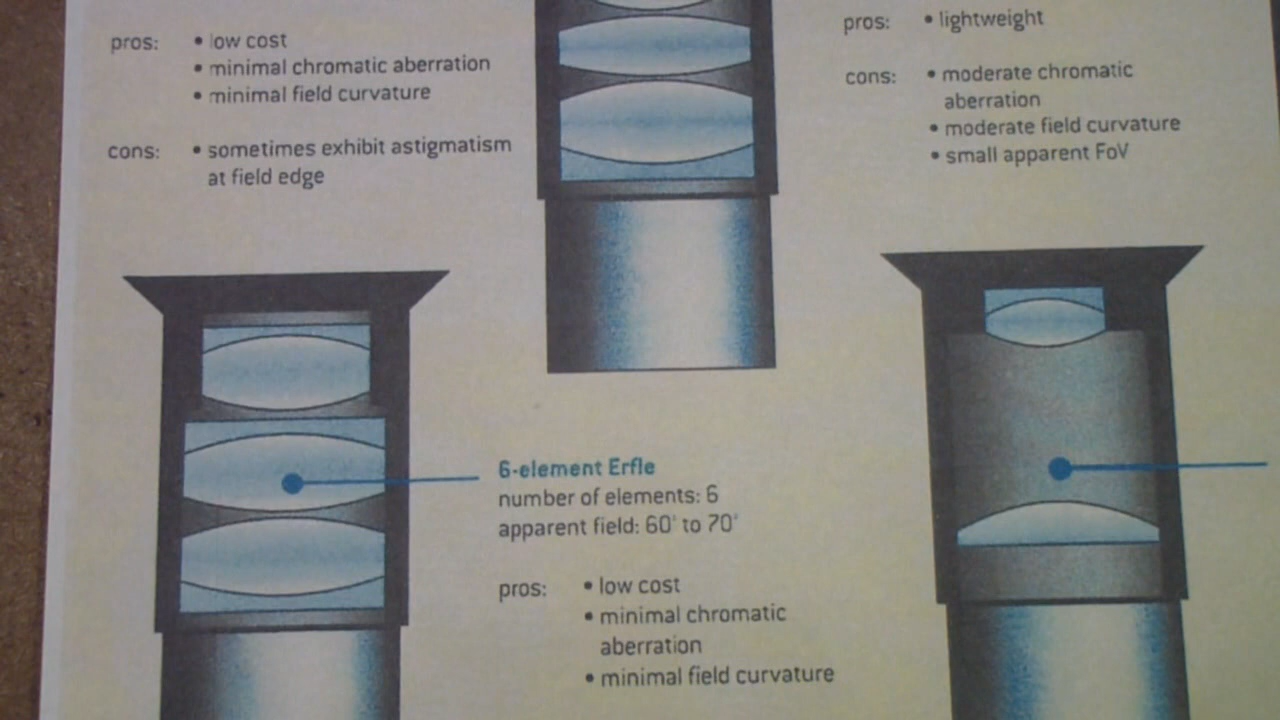 pros: • low cost
• minimal chromatic aberration
• minimal field curvature
cons: • sometimes exhibit astigmatism
at field edge
pros: • lightweight
cons: • moderate chromatic
aberration
• moderate field curvature
• small apparent FoV
6-element Erfle
number of elements: 6
apparent field: 60° to 70°
pros: • low cost
• minimal chromatic
aberration
• minimal field curvature